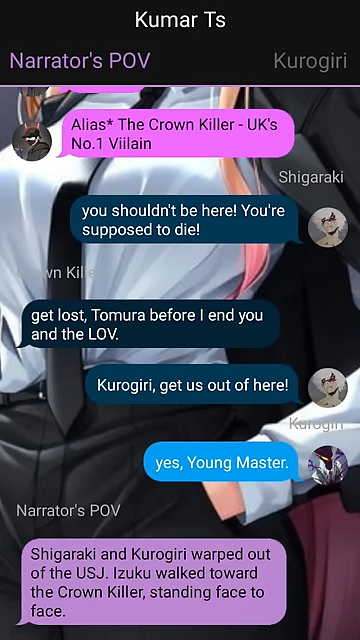 Kumar Ts
Narrator's POV
Kurogiri
Alias* The Crown Killer - UK's
No.1 Viilain
Shigaraki
you shouldn't be here! You're
supposed to die!
Crown Killer
get lost, Tomura before I end you
and the LOV.
Kurogiri, get us out of here!
Kurogiri
yes, Young Master.
Narrator's POV
Shigaraki and Kurogiri warped out
of the USJ. Izuku walked toward
the Crown Killer, standing face to
face.